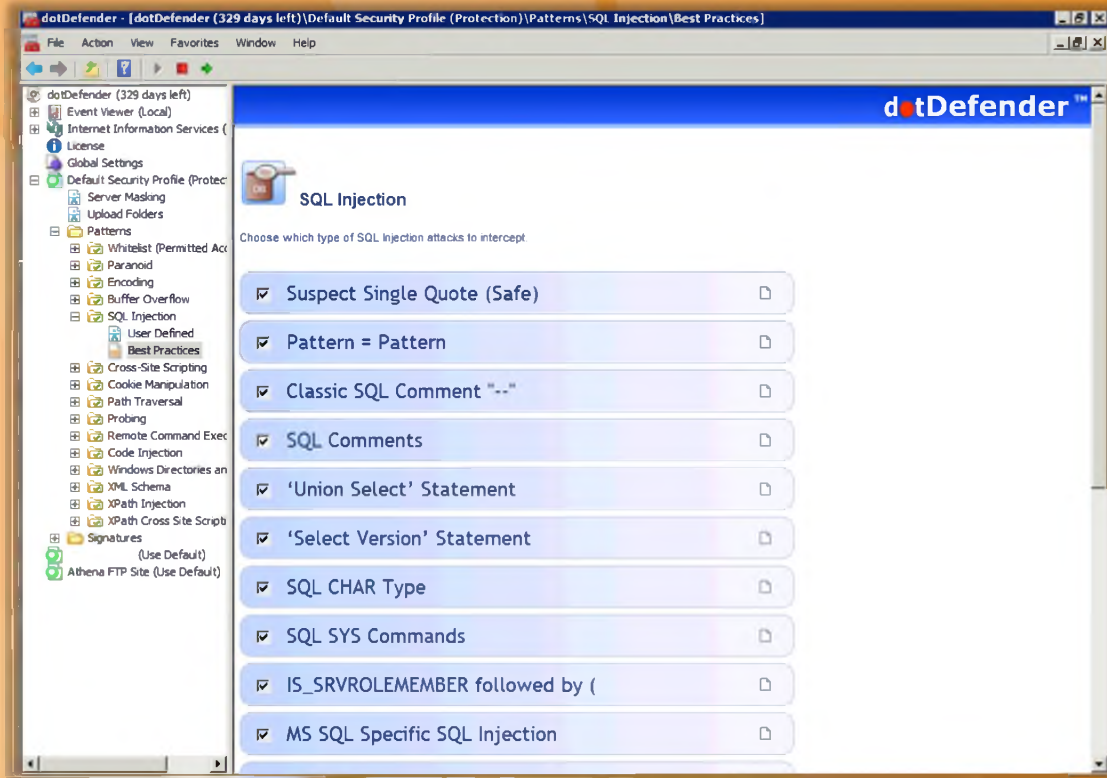 dotDefender - [dotDefender (329 days left)\Default Security Profile (Protection)\Patterns\SQL Injection\Best Practices]
File Action View Favorites Window Help
dotDefender (329 days left)
Event Viewer (Local)
Internet Information Services (
License
Global Settings
Default Security Profile (Protec
Server Masking
Upload Folders
Patterns
Whitelist (Permitted Acc
Paranoid
Encoding
Buffer Overflow
SQL Injection
User Defined
Best Practices
Cross-Site Scripting
Cookie Manipulation
Path Traversal
Probing
Remote Command Exec
Code Injection
Windows Directories an
XML Schema
XPath Injection
XPath Cross Site Scripti
Signatures
(Use Default)
Athena FTP Site (Use Default)
dotDefender™
SQL Injection
Choose which type of SQL Injection attacks to intercept
Suspect Single Quote (Safe)
Pattern = Pattern
Classic SQL Comment "--"
SQL Comments
'Union Select' Statement
'Select Version' Statement
SQL CHAR Type
SQL SYS Commands
IS_SRVROLEMEMBER followed by (
MS SQL Specific SQL Injection